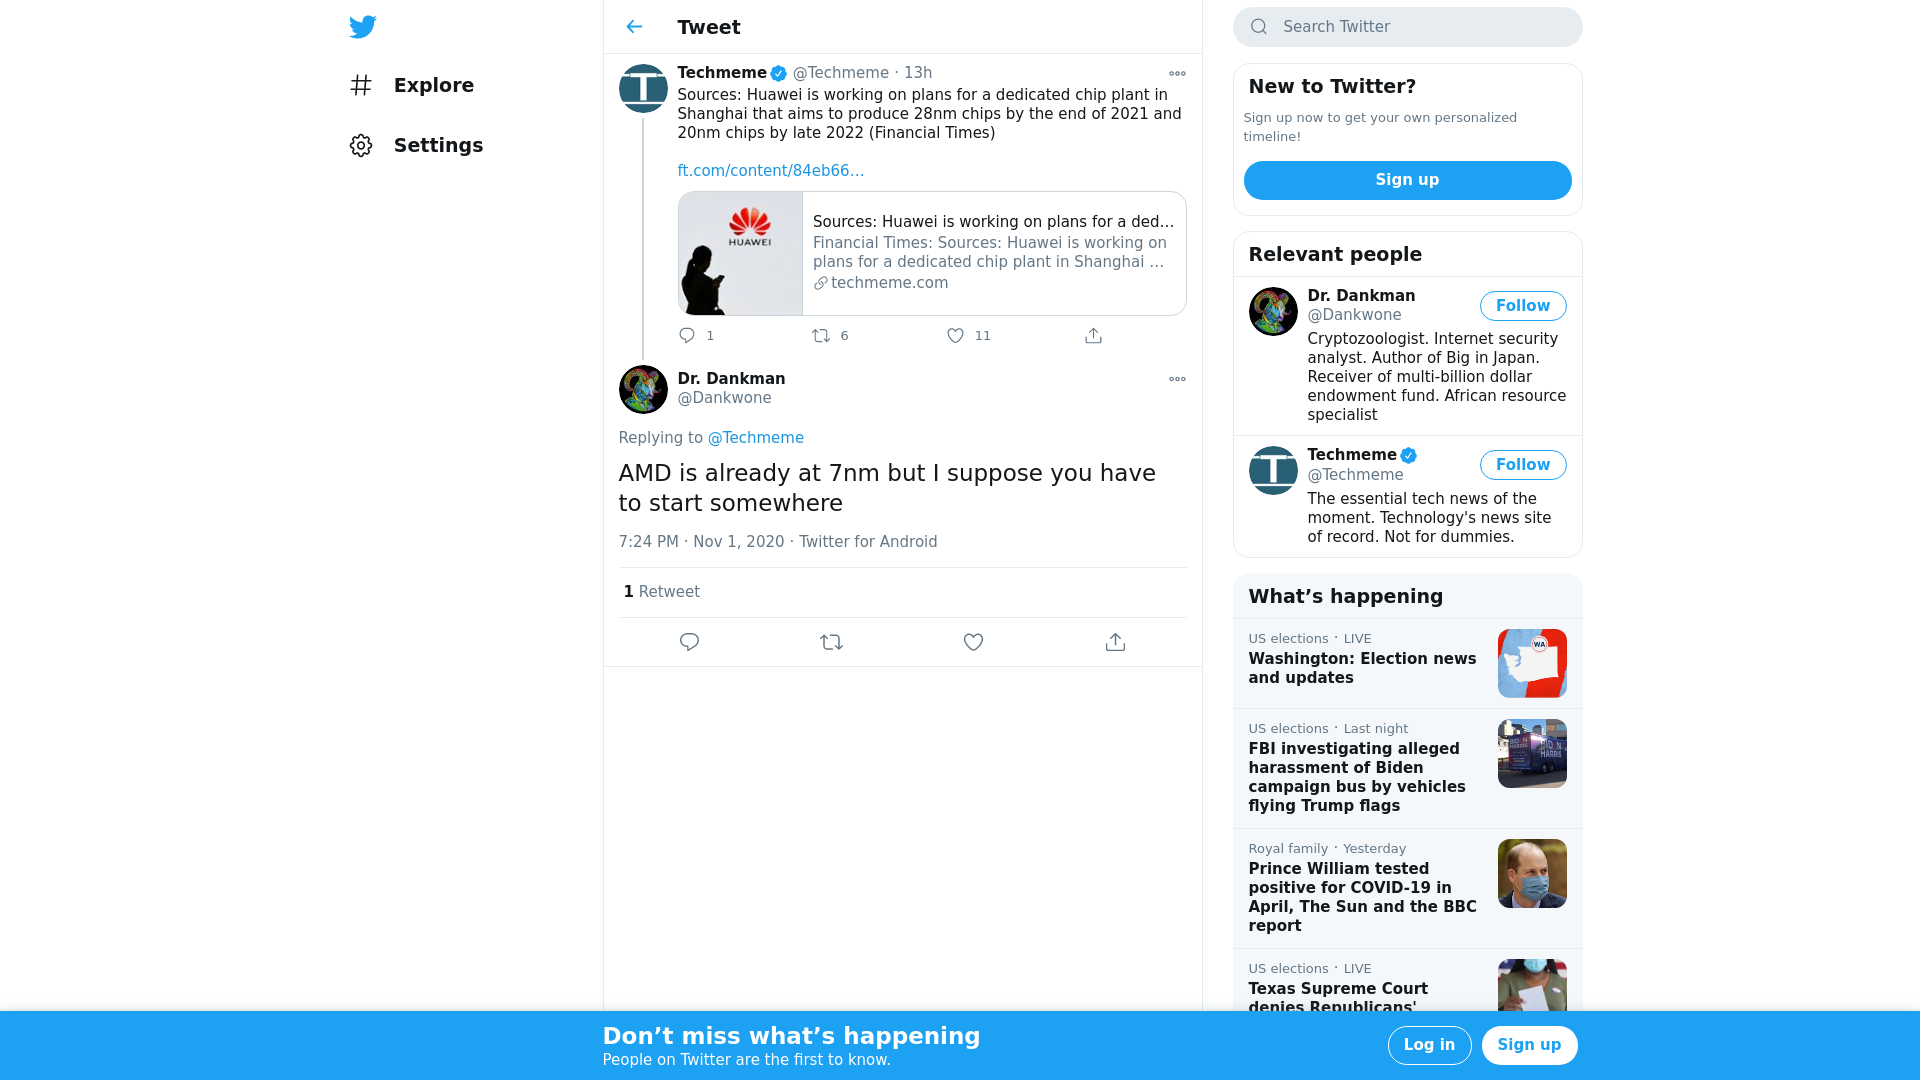 Explore
Settings
Tweet
Techmeme @Techmeme · 13h
Sources: Huawei is working on plans for a dedicated chip plant in
Shanghai that aims to produce 28nm chips by the end of 2021 and
20nm chips by late 2022 (Financial Times)
ft.com/content/84eb66…
HUAWEI
Sources: Huawei is working on plans for a ded…
Financial Times: Sources: Huawei is working on
plans for a dedicated chip plant in Shanghai …
techmeme.com
1 6 11
Dr. Dankman
@Dankwone
Replying to @Techmeme
AMD is already at 7nm but I suppose you have
to start somewhere
7:24 PM · Nov 1, 2020 · Twitter for Android
1 Retweet
Search Twitter
New to Twitter?
Sign up now to get your own personalized
timeline!
Sign up
Relevant people
Dr. Dankman
@Dankwone
Follow
Cryptozoologist. Internet security
analyst. Author of Big in Japan.
Receiver of multi-billion dollar
endowment fund. African resource
specialist
Techmeme
@Techmeme
Follow
The essential tech news of the
moment. Technology's news site
of record. Not for dummies.
What’s happening
US elections · LIVE
Washington: Election news
and updates
WA
US elections · Last night
FBI investigating alleged
harassment of Biden
campaign bus by vehicles
flying Trump flags
BIDEN
HARRIS
Royal family · Yesterday
Prince William tested
positive for COVID-19 in
April, The Sun and the BBC
report
US elections · LIVE
Texas Supreme Court
denies Republicans'
Don’t miss what’s happening
People on Twitter are the first to know.
Log in
Sign up